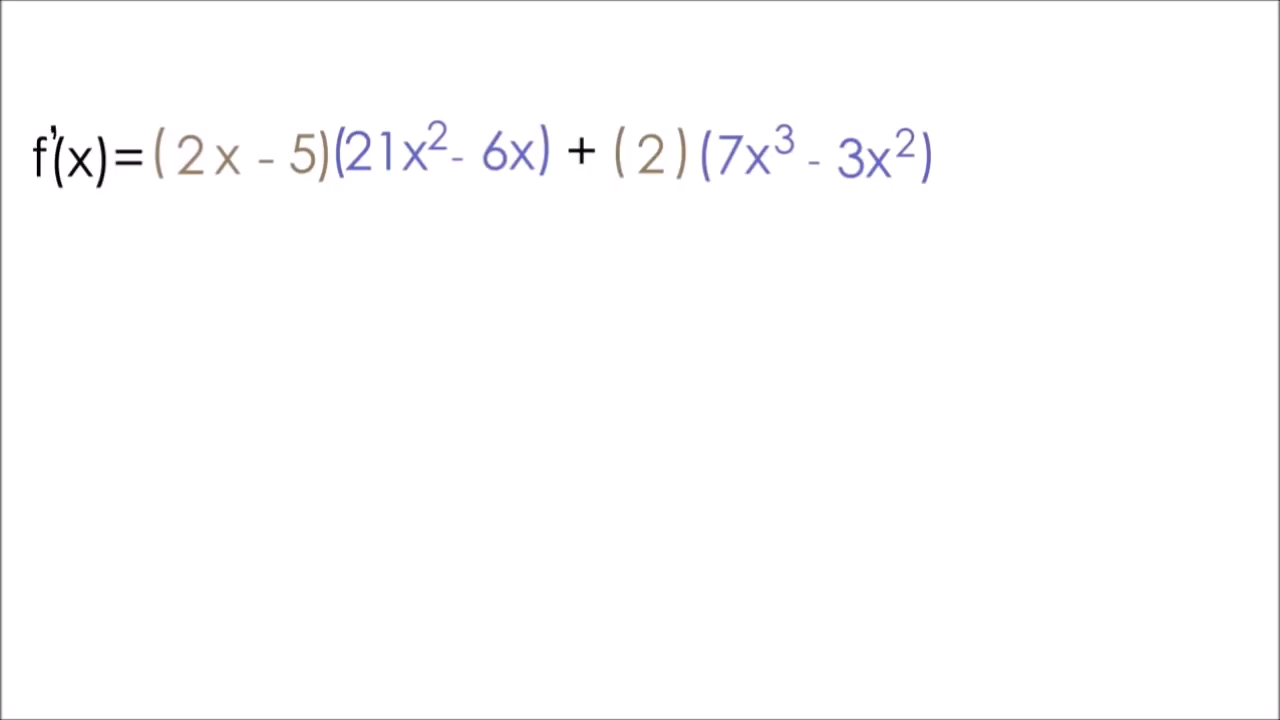 f'(x)=(2x - 5)(21x² - 6x) + (2)(7x³ - 3x²)